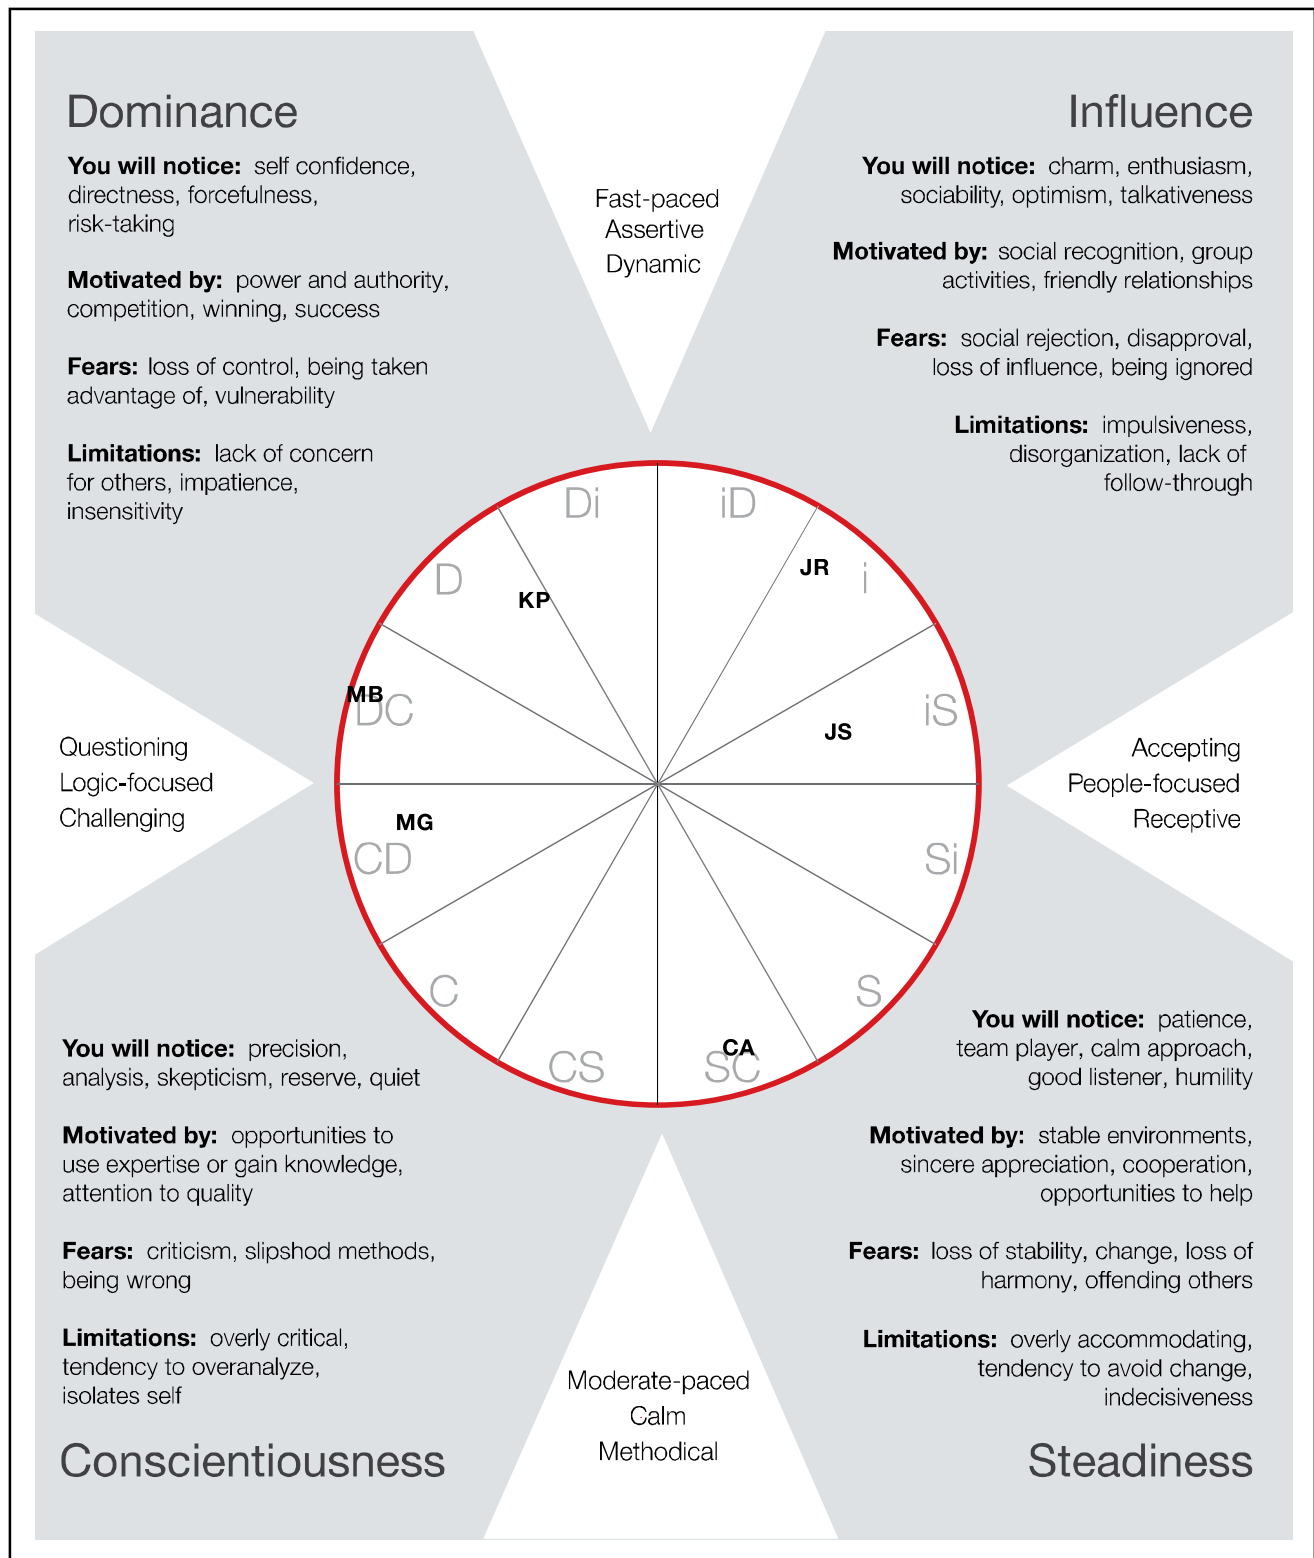 Dominance
You will notice: self confidence,
directness, forcefulness,
risk-taking
Motivated by: power and authority,
competition, winning, success
Fears: loss of control, being taken
advantage of, vulnerability
Limitations: lack of concern
for others, impatience,
insensitivity
Fast-paced
Assertive
Dynamic
Influence
You will notice: charm, enthusiasm,
sociability, optimism, talkativeness
Motivated by: social recognition, group
activities, friendly relationships
Fears: social rejection, disapproval,
loss of influence, being ignored
Limitations: impulsiveness,
disorganization, lack of
follow-through
Di
iD
D
KP
JR
i
MB
DC
JS
iS
Questioning
Logic-focused
Challenging
Accepting
People-focused
Receptive
MG
CD
Si
C
S
CS
CA
SC
You will notice: precision,
analysis, skepticism, reserve, quiet
Motivated by: opportunities to
use expertise or gain knowledge,
attention to quality
Fears: criticism, slipshod methods,
being wrong
Limitations: overly critical,
tendency to overanalyze,
isolates self
Conscientiousness
Moderate-paced
Calm
Methodical
You will notice: patience,
team player, calm approach,
good listener, humility
Motivated by: stable environments,
sincere appreciation, cooperation,
opportunities to help
Fears: loss of stability, change, loss of
harmony, offending others
Limitations: overly accommodating,
tendency to avoid change,
indecisiveness
Steadiness